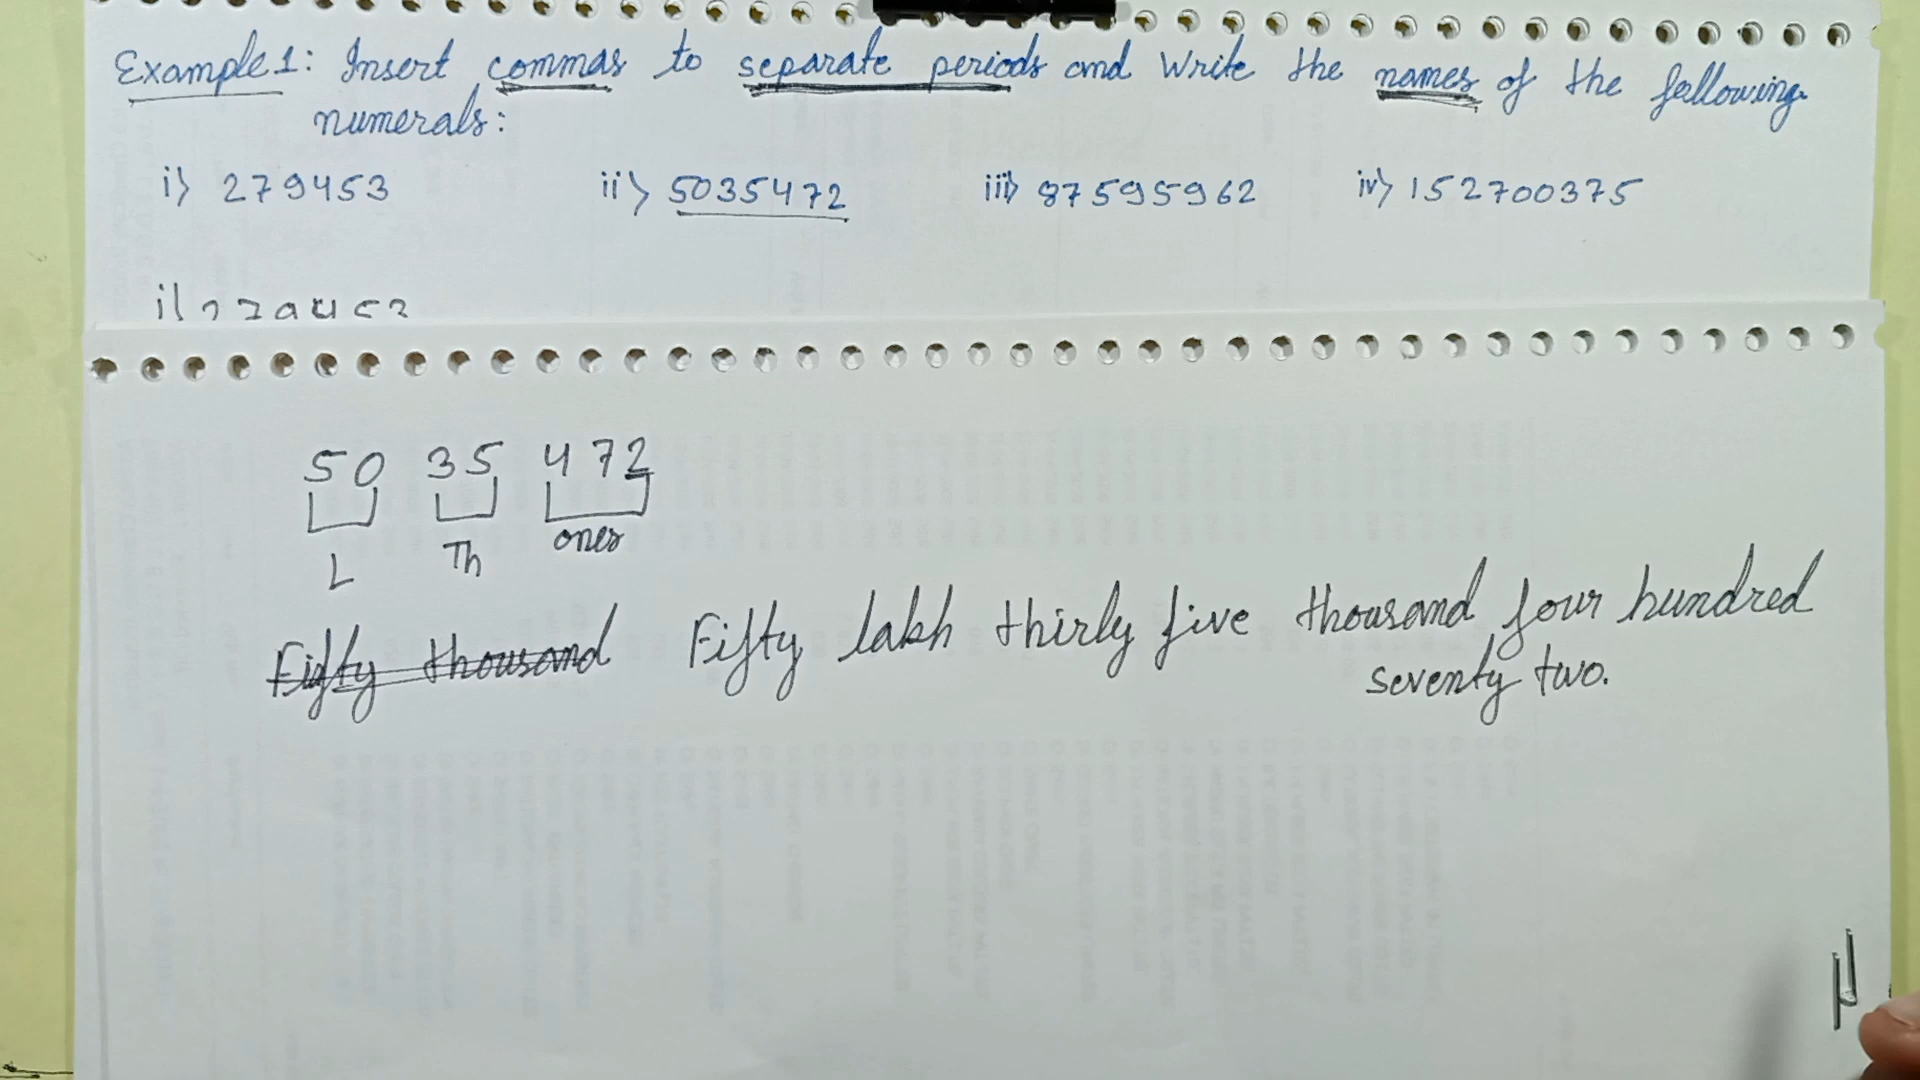 Example 1: Insert commas to separate periods and Write the names of the following
numerals:
i) 279453 ii) 5035472 iii) 87595962 iv) 152700375
i) 279453
50 35 472
L Th ones
Fifty thousand Fifty lakh thirty five thousand four hundred
seventy two.